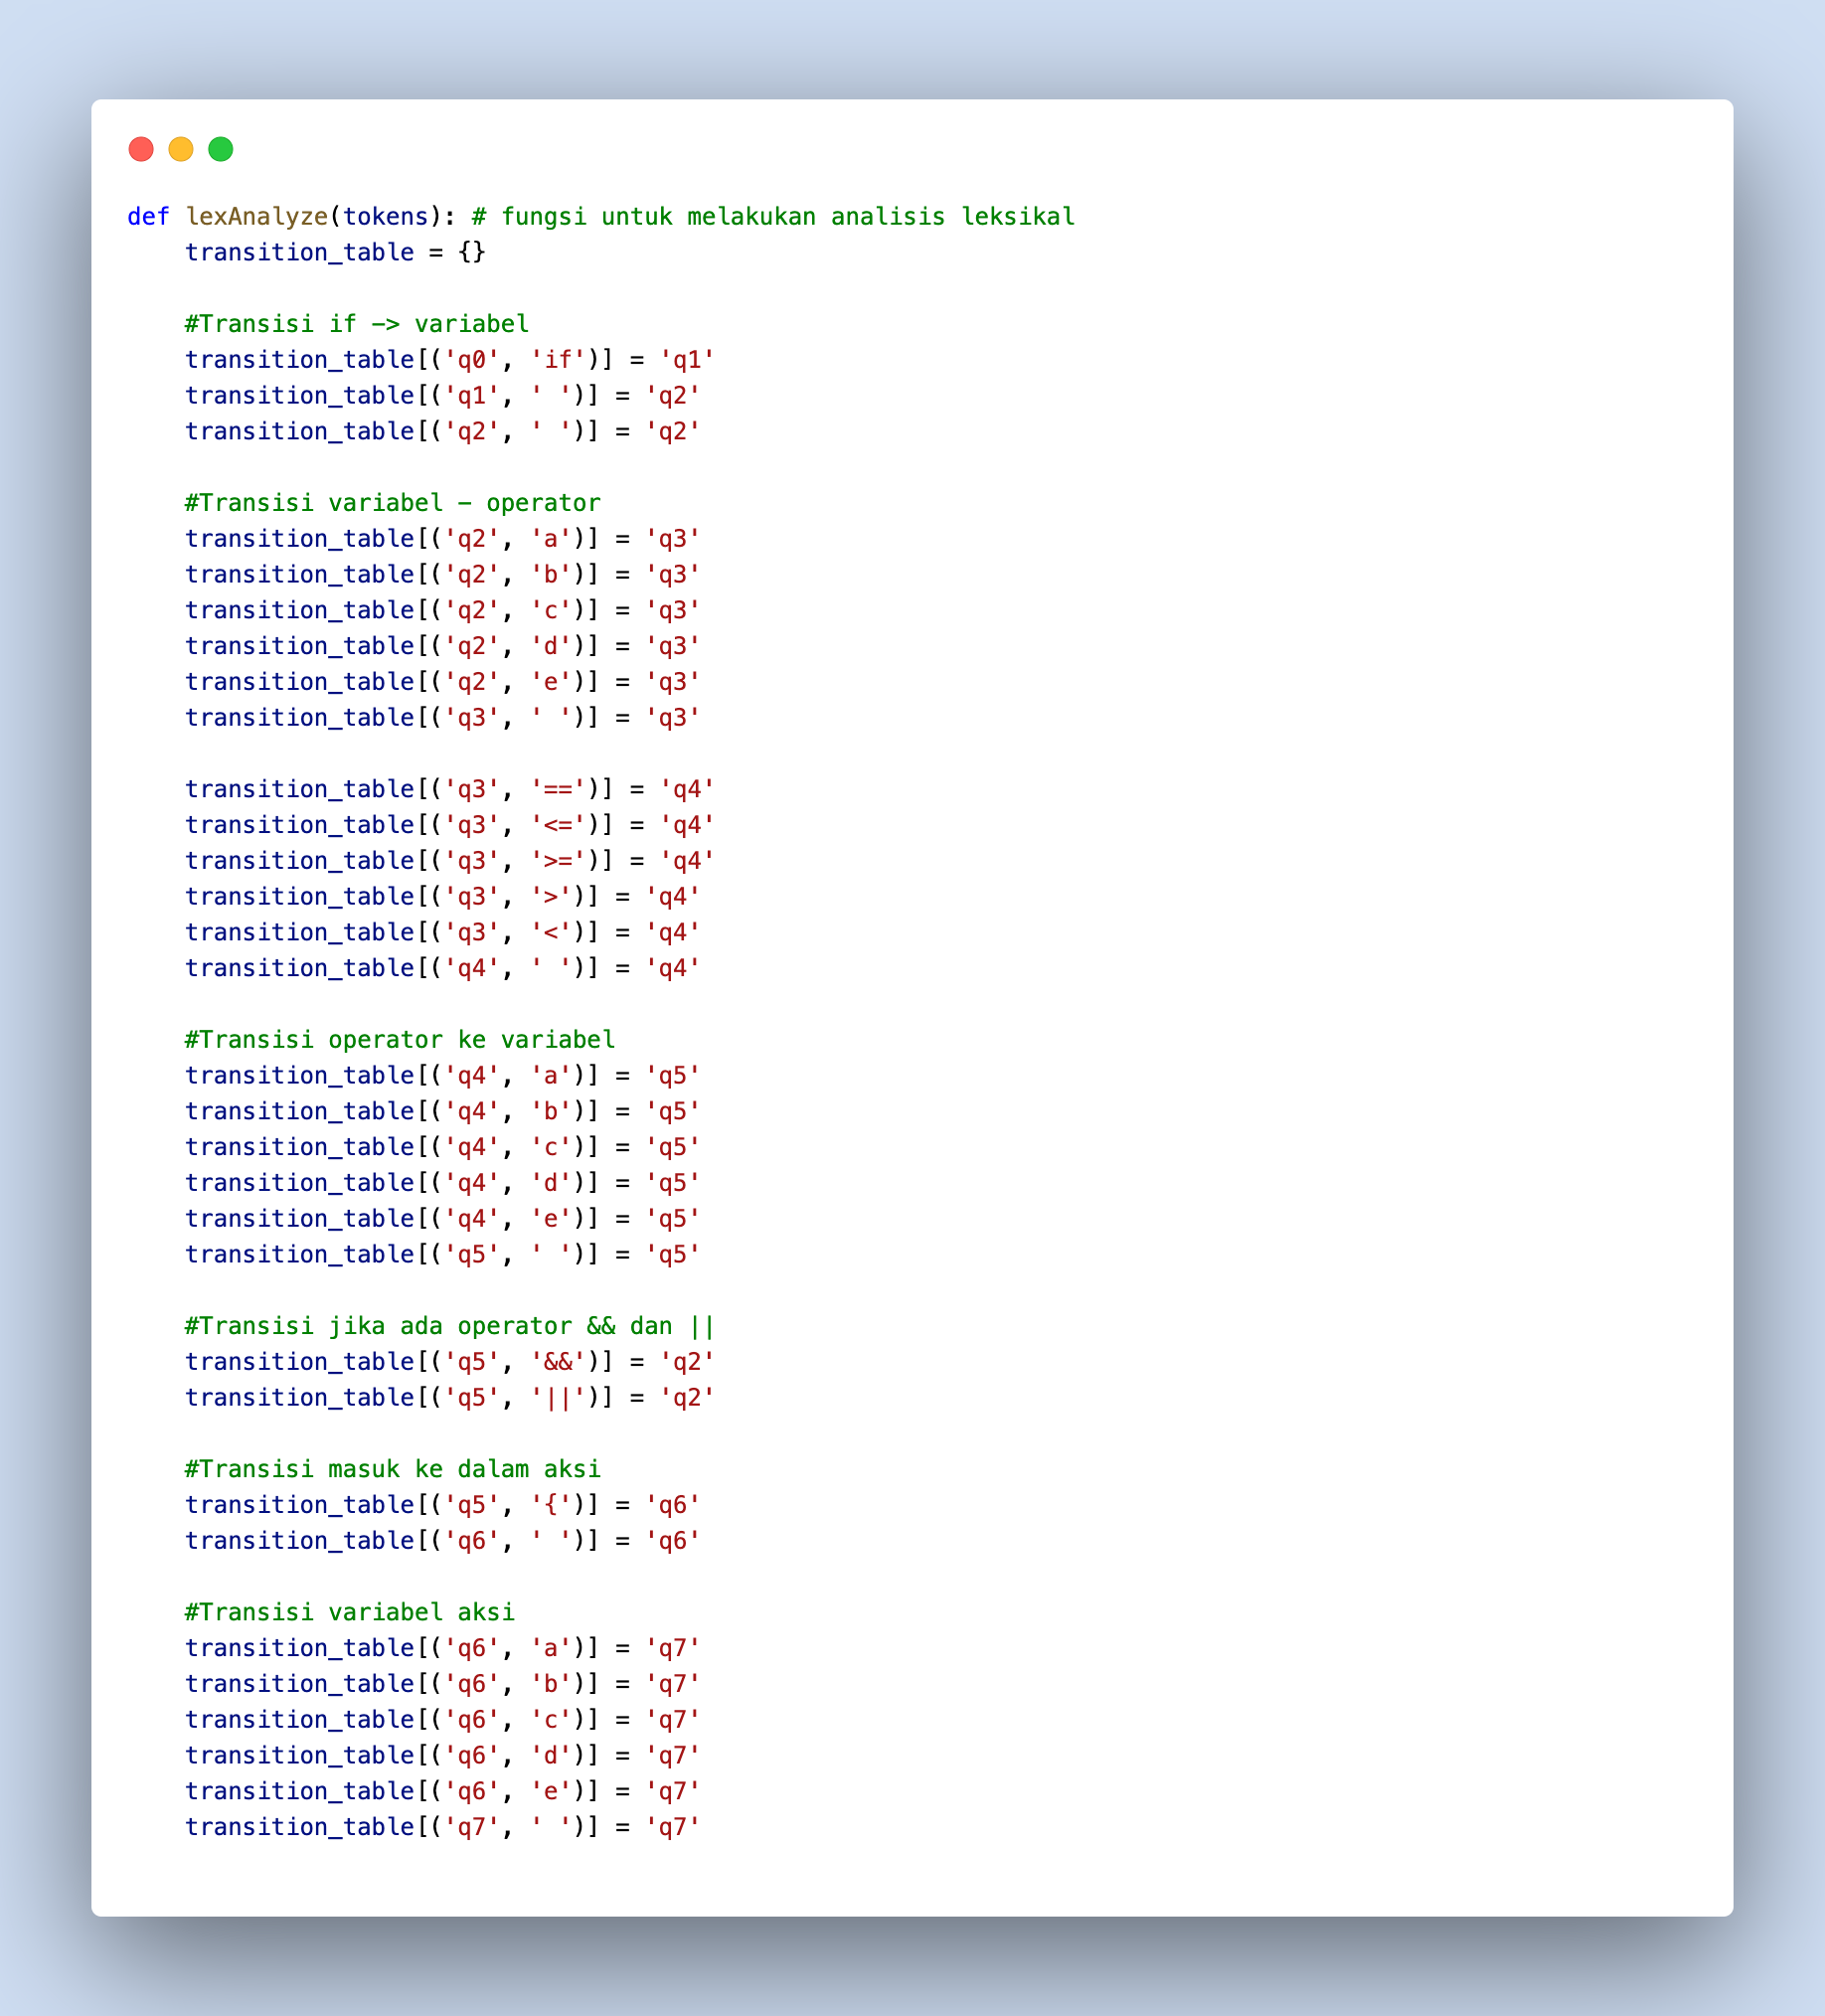 def lexAnalyze(tokens): # fungsi untuk melakukan analisis leksikal
    transition_table = {}

    #Transisi if -> variabel
    transition_table[('q0', 'if')] = 'q1'
    transition_table[('q1', ' ')] = 'q2'
    transition_table[('q2', ' ')] = 'q2'

    #Transisi variabel - operator
    transition_table[('q2', 'a')] = 'q3'
    transition_table[('q2', 'b')] = 'q3'
    transition_table[('q2', 'c')] = 'q3'
    transition_table[('q2', 'd')] = 'q3'
    transition_table[('q2', 'e')] = 'q3'
    transition_table[('q3', ' ')] = 'q3'

    transition_table[('q3', '==')] = 'q4'
    transition_table[('q3', '<=')] = 'q4'
    transition_table[('q3', '>=')] = 'q4'
    transition_table[('q3', '>')] = 'q4'
    transition_table[('q3', '<')] = 'q4'
    transition_table[('q4', ' ')] = 'q4'

    #Transisi operator ke variabel
    transition_table[('q4', 'a')] = 'q5'
    transition_table[('q4', 'b')] = 'q5'
    transition_table[('q4', 'c')] = 'q5'
    transition_table[('q4', 'd')] = 'q5'
    transition_table[('q4', 'e')] = 'q5'
    transition_table[('q5', ' ')] = 'q5'

    #Transisi jika ada operator && dan ||
    transition_table[('q5', '&&')] = 'q2'
    transition_table[('q5', '||')] = 'q2'

    #Transisi masuk ke dalam aksi
    transition_table[('q5', '{')] = 'q6'
    transition_table[('q6', ' ')] = 'q6'

    #Transisi variabel aksi
    transition_table[('q6', 'a')] = 'q7'
    transition_table[('q6', 'b')] = 'q7'
    transition_table[('q6', 'c')] = 'q7'
    transition_table[('q6', 'd')] = 'q7'
    transition_table[('q6', 'e')] = 'q7'
    transition_table[('q7', ' ')] = 'q7'